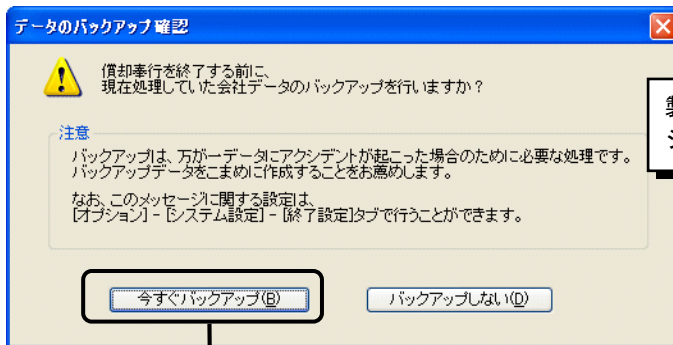 データのバックアップ確認
償却奉行を終了する前に、
現在処理していた会社データのバックアップを行いますか？
注意
バックアップは、万が一データにアクシデントが起こった場合のために必要な処理です。
バックアップデータをこまめに作成することをお薦めします。
なお、このメッセージに関する設定は、
[オプション] - [システム設定] - [終了設定]タブで行うことができます。
今すぐバックアップ(B)
バックアップしない(D)